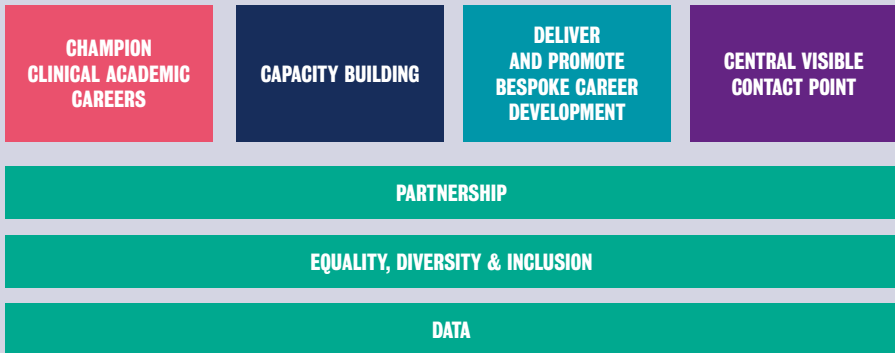 CHAMPION
CLINICAL ACADEMIC
CAREERS
CAPACITY BUILDING
DELIVER
AND PROMOTE
BESPOKE CAREER
DEVELOPMENT
CENTRAL VISIBLE
CONTACT POINT
PARTNERSHIP
EQUALITY, DIVERSITY & INCLUSION
DATA